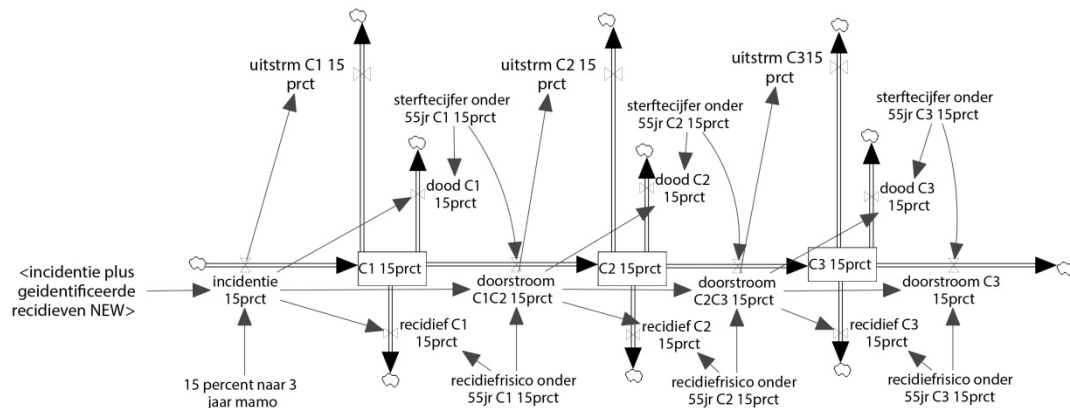 uitstrm C1 15
prct
uitstrm C2 15
prct
uitstrm C315
prct
sterftecijfer onder
55jr C1 15prct
sterftecijfer onder
55jr C2 15prct
sterftecijfer onder
55jr C3 15prct
dood C1
15prct
dood C2
15prct
dood C3
15prct
<incidentie plus
geidentificeerde
recidieven NEW>
incidentie
15prct
C1 15prct
doorstroom
C1C2 15prct
C2 15prct
doorstroom
C2C3 15prct
C3 15prct
doorstroom C3
15prct
recidief C1
15prct
recidief C2
15prct
recidief C3
15prct
15 percent naar 3
jaar mamo
recidiefrisico onder
55jr C1 15prct
recidiefrisico onder
55jr C2 15prct
recidiefrisico onder
55jr C3 15prct